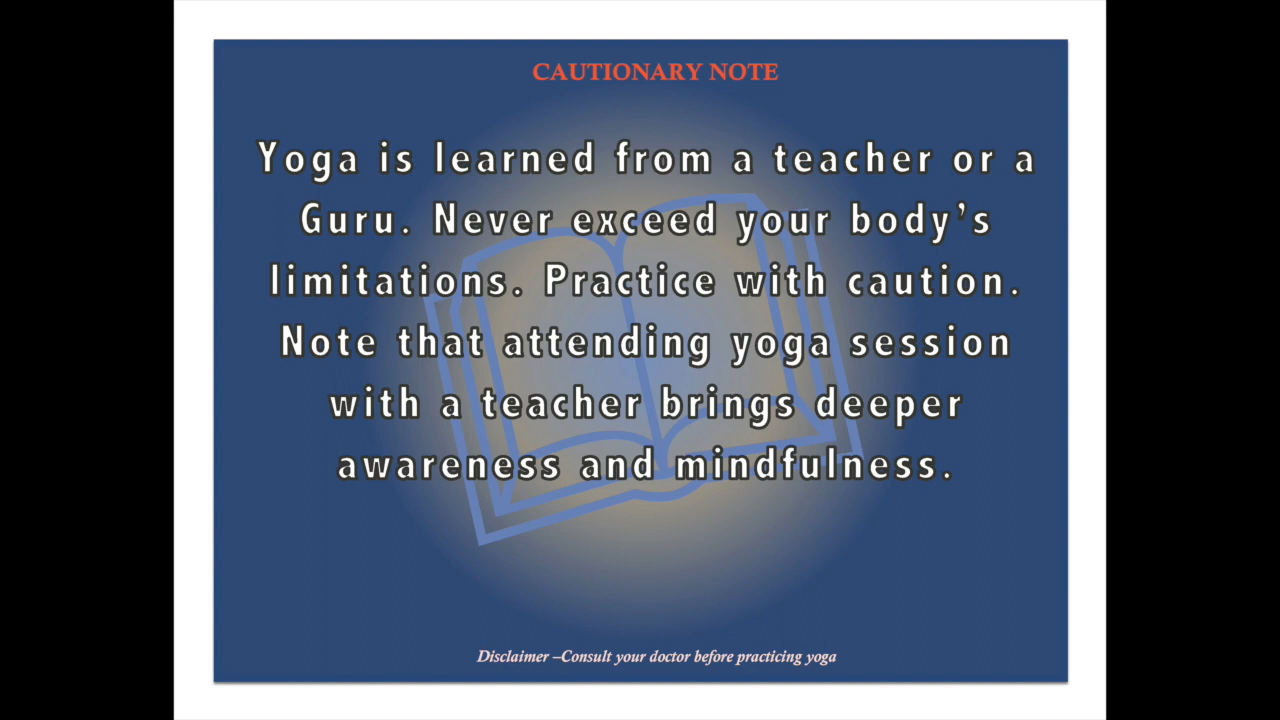 CAUTIONARY NOTE
Yoga is learned from a teacher or a
Guru. Never exceed your body’s
limitations. Practice with caution.
Note that attending yoga session
with a teacher brings deeper
awareness and mindfulness.
Disclaimer –Consult your doctor before practicing yoga